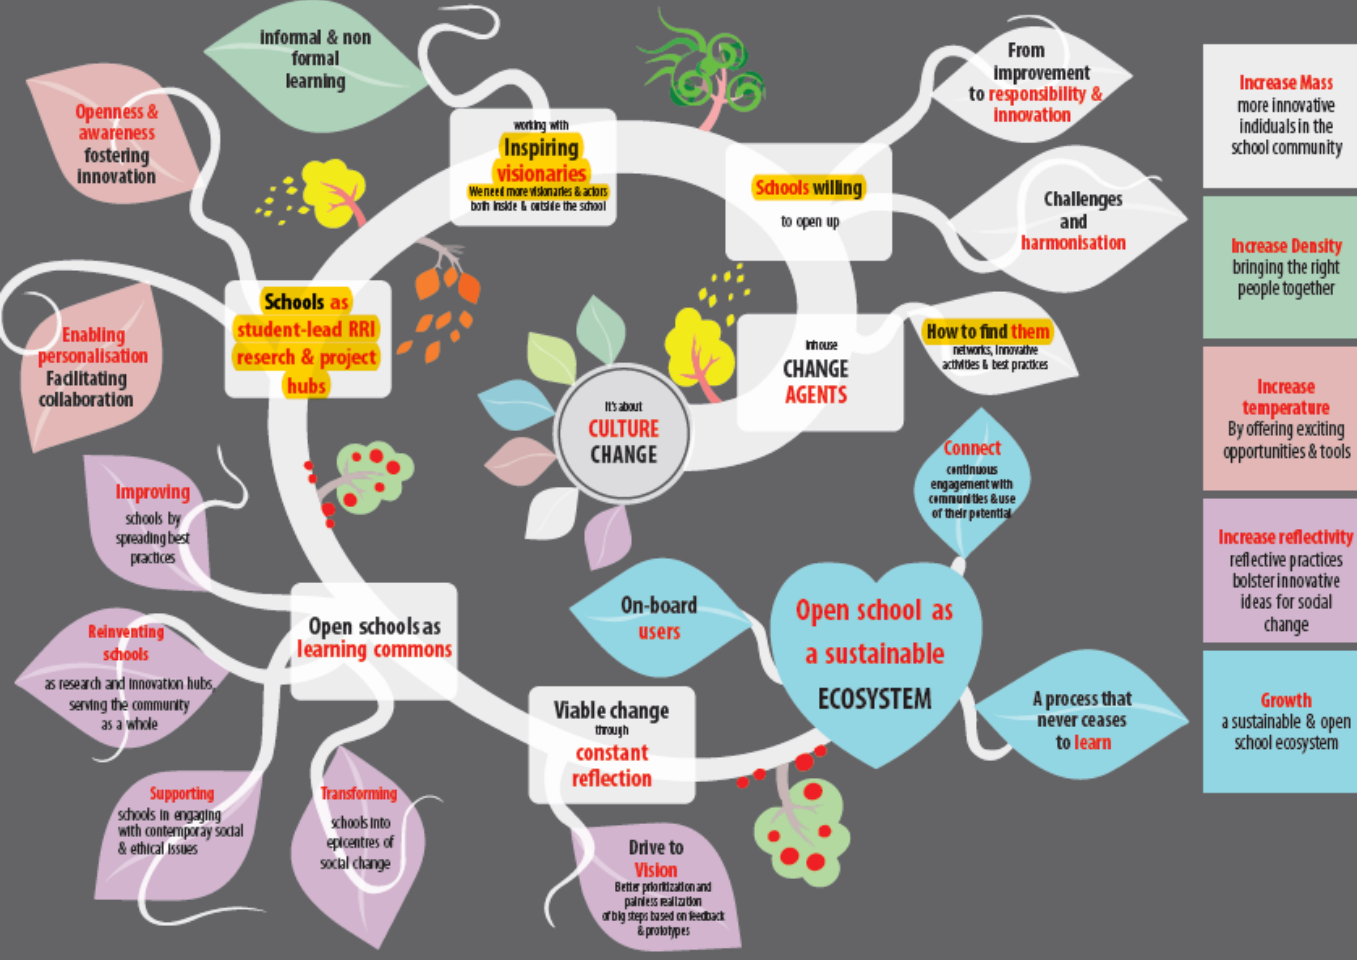 informal & non
formal
learning
Openness &
awareness
fostering
innovation
Enabling
personalisation
Facilitating
collaboration
working with
Inspiring
visionaries
We need more visionaries & actors
both inside & outside the school
Schools as
student-lead RRI
reserch & project
hubs
Schools willing
to open up
From
improvement
to responsibility &
innovation
Challenges
and
harmonisation
Inhouse
CHANGE
AGENTS
How to find them
networks, innovative
activities & best practices
It's about
CULTURE
CHANGE
Improving
schools by
spreading best
practices
Reinventing
schools
as research and innovation hubs,
serving the community
as a whole
Supporting
schools in engaging
with contemporay social
& ethical issues
Transforming
schools into
epicentres of
social change
Open schools as
learning commons
Viable change
through
constant
reflection
Drive to
Vision
Better prioritization and
painless realization
of big steps based on feedback
& prototypes
On-board
users
Connect
continuous
engagement with
communities & use
of their potential
Open school as
a sustainable
ECOSYSTEM
A process that
never ceases
to learn
Increase Mass
more innovative
indiduals in the
school community
Increase Density
bringing the right
people together
Increase
temperature
By offering exciting
opportunities & tools
Increase reflectivity
reflective practices
bolster innovative
ideas for social
change
Growth
a sustainable & open
school ecosystem